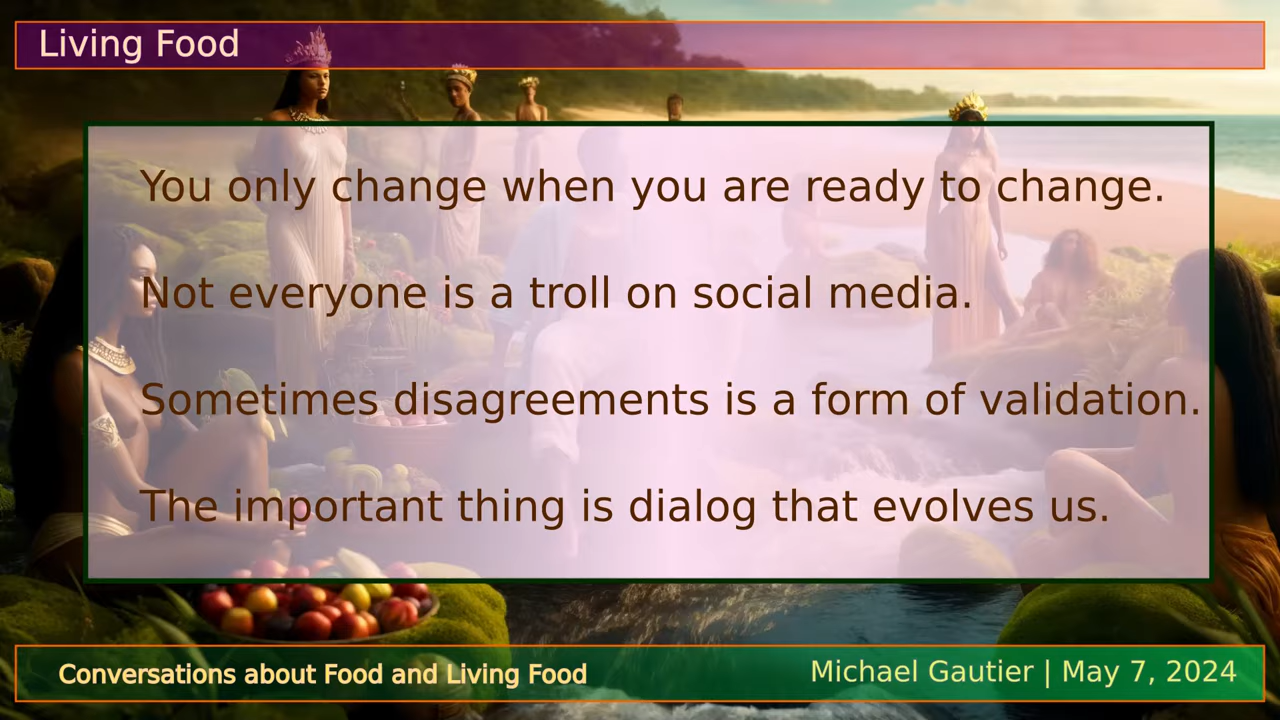 Living Food
You only change when you are ready to change.
Not everyone is a troll on social media.
Sometimes disagreements is a form of validation.
The important thing is dialog that evolves us.
Conversations about Food and Living Food
Michael Gautier | May 7, 2024